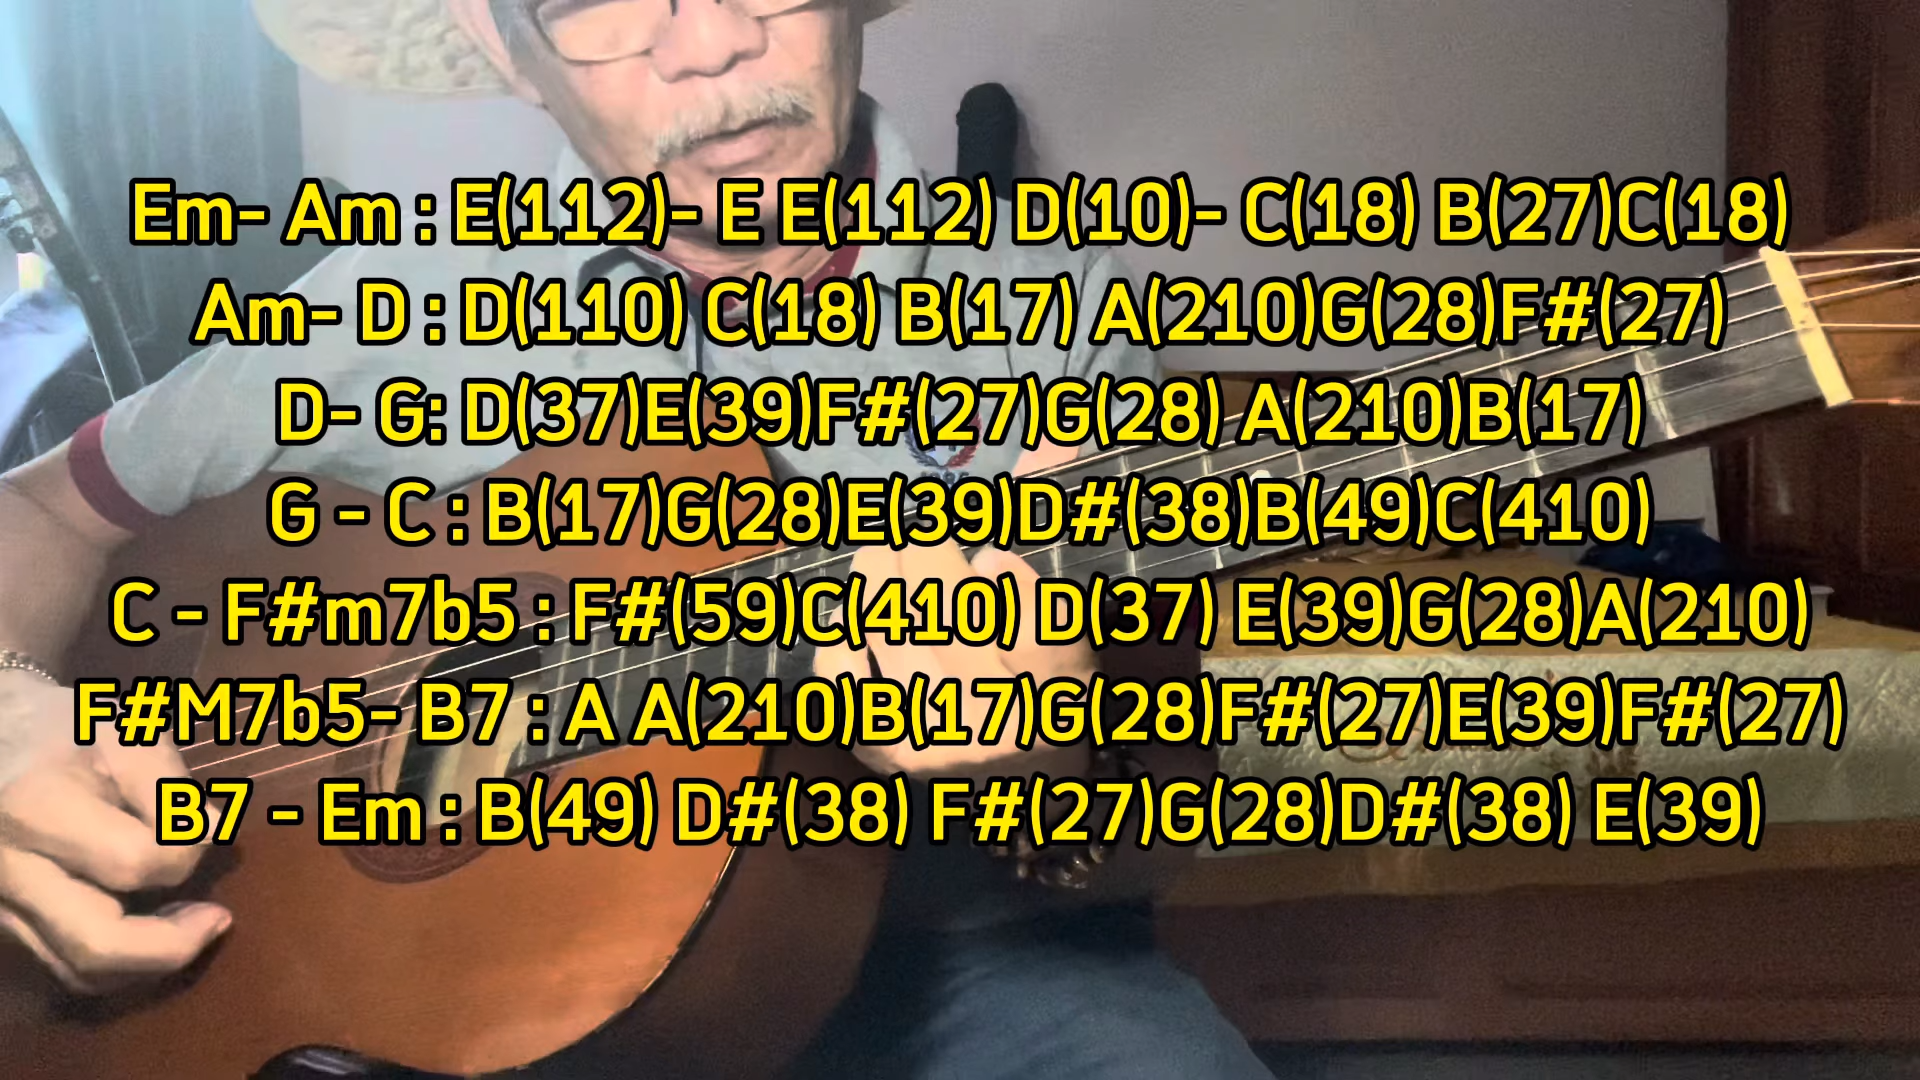 Em- Am : E(112)- E E(112) D(10)- C(18) B(27)C(18)
Am- D : D(110) C(18) B(17) A(210)G(28)F#(27)
D- G: D(37)E(39)F#(27)G(28) A(210)B(17)
G - C : B(17)G(28)E(39)D#(38)B(49)C(410)
C - F#m7b5 : F#(59)C(410) D(37) E(39)G(28)A(210)
F#M7b5- B7 : A A(210)B(17)G(28)F#(27)E(39)F#(27)
B7 - Em : B(49) D#(38) F#(27)G(28)D#(38) E(39)